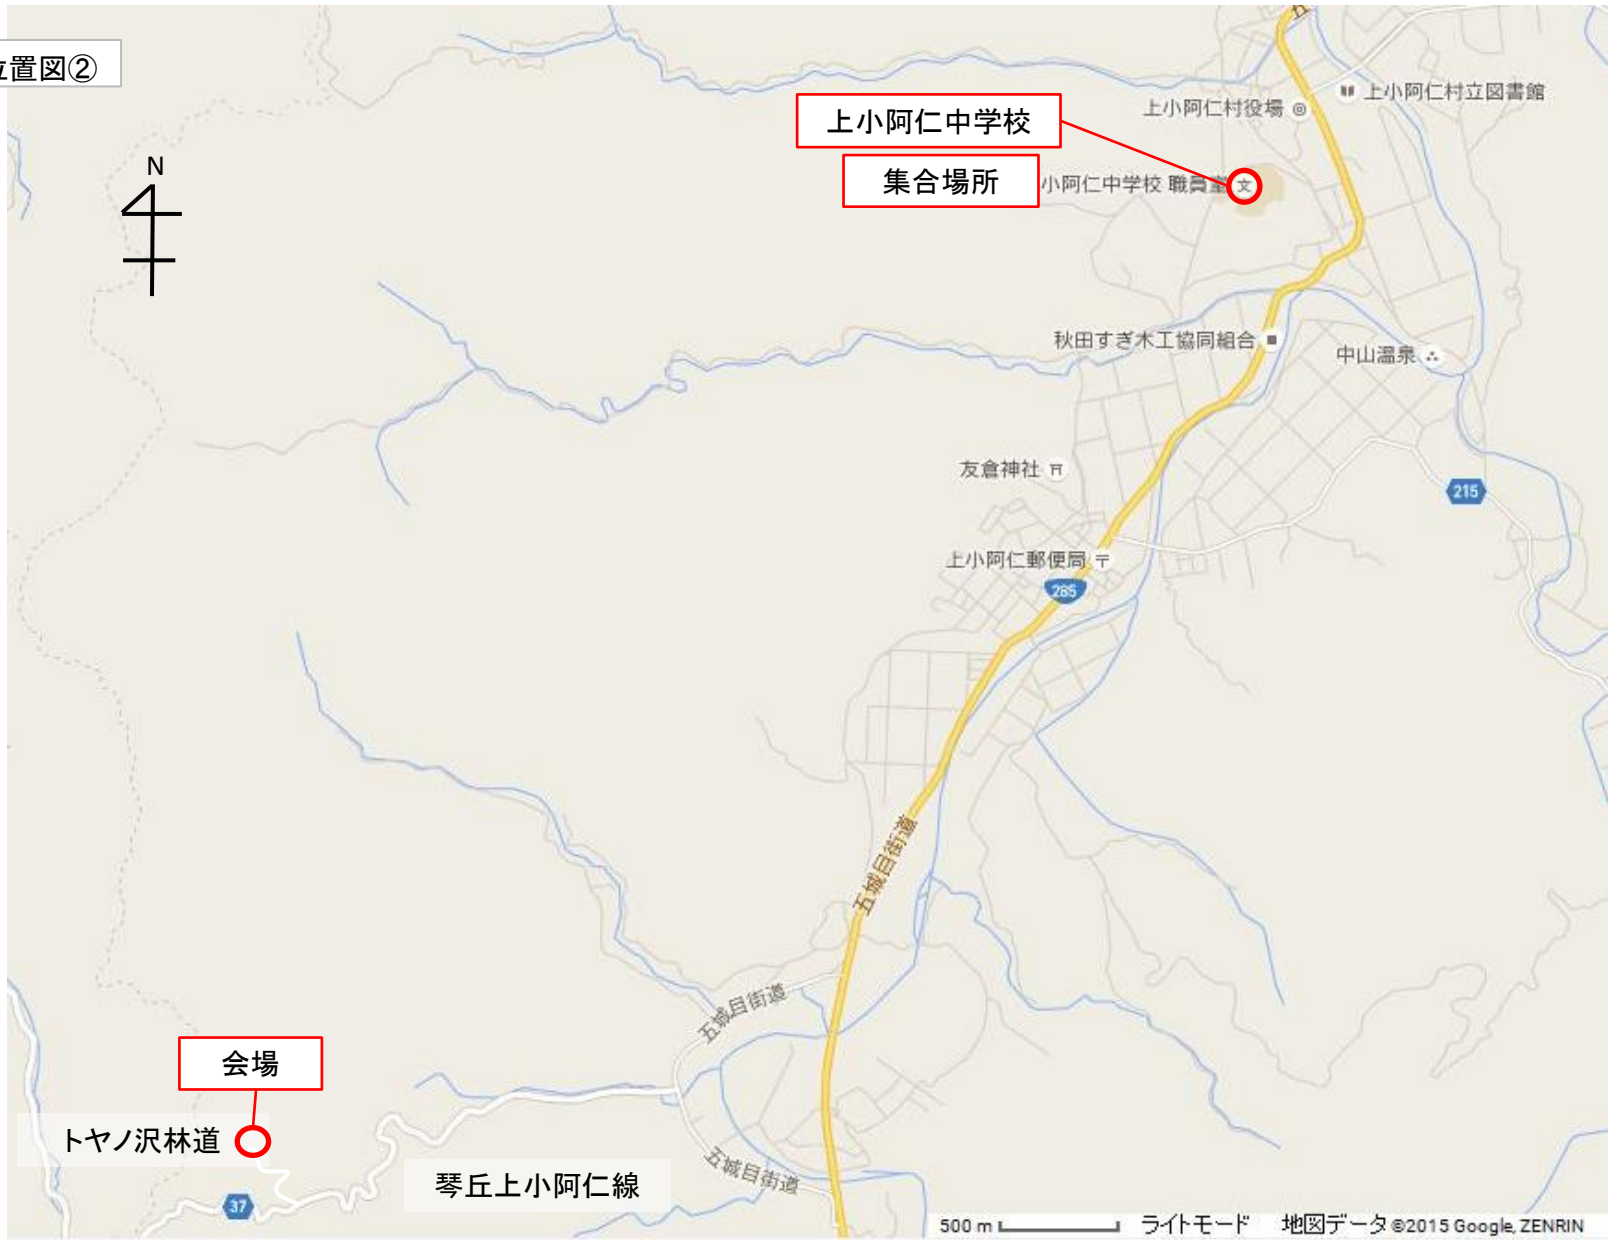 位置図②
N
上小阿仁村立図書館
上小阿仁村役場
上小阿仁中学校
集合場所
小阿仁中学校 職員室
文
秋田すぎ木工協同組合
中山温泉
友倉神社
215
上小阿仁郵便局 〒
285
五城目街道
五城目街道
会場
トヤノ沢林道
琴丘上小阿仁線
五城目街道
37
500 m
ライトモード 地図データ ©2015 Google, ZENRIN